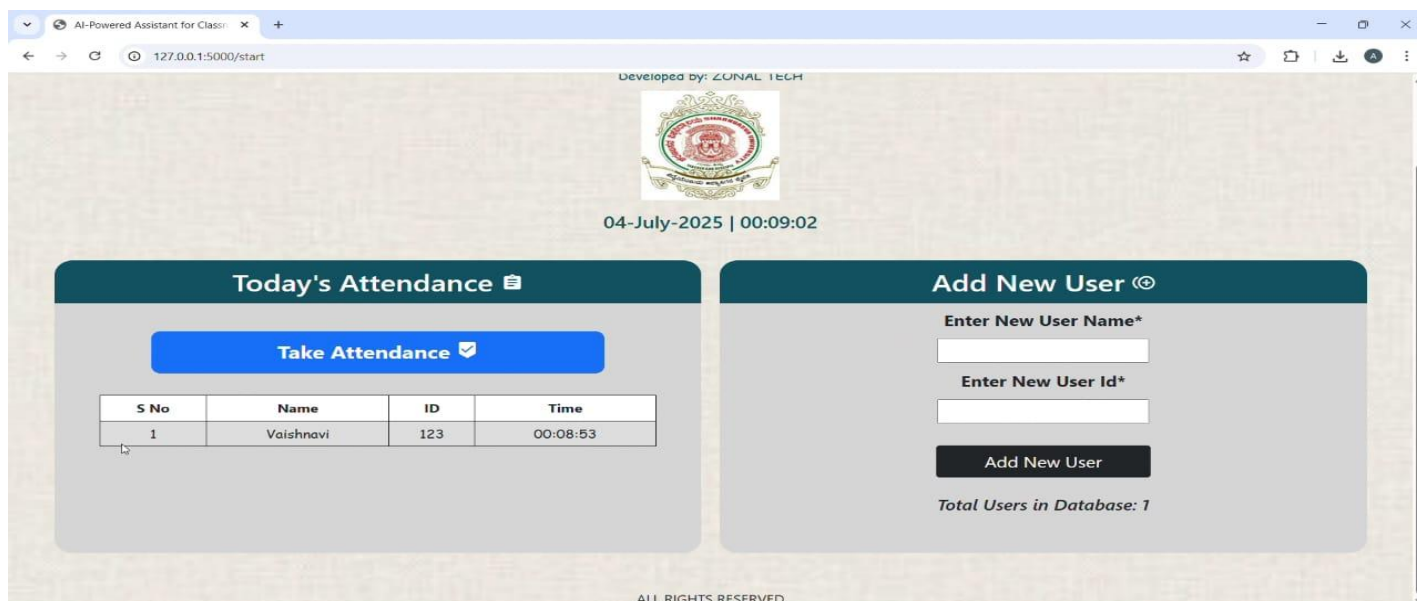 AI-Powered Assistant for Classr
127.0.0.1:5000/start
Developed by: ZONAL TECH
04-July-2025 | 00:09:02
Today's Attendance
Take Attendance
S No Name ID Time
1 Vaishnavi 123 00:08:53
Add New User
Enter New User Name*
Enter New User Id*
Add New User
Total Users in Database: 1
ALL RIGHTS RESERVED